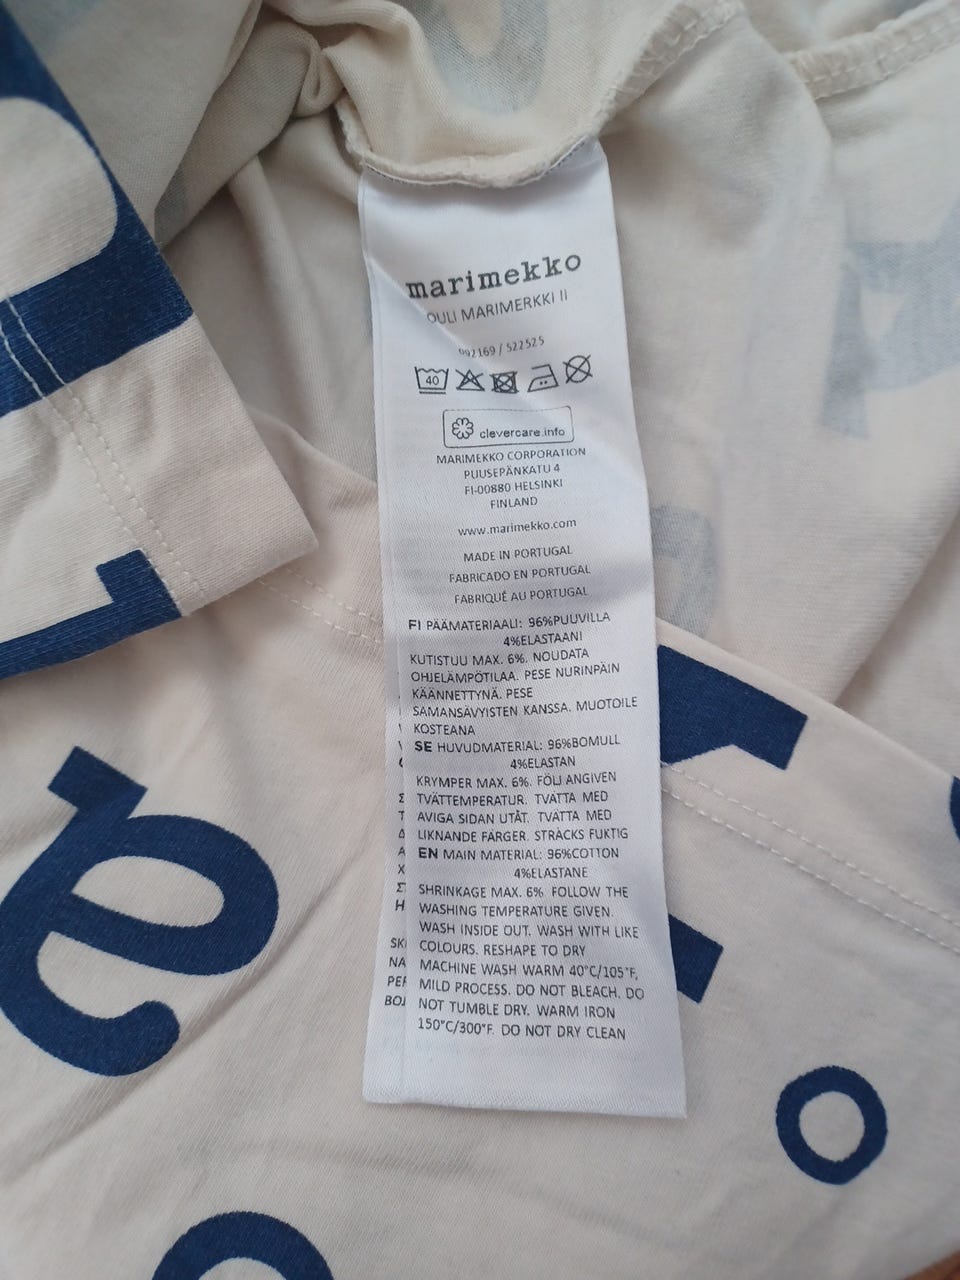 marimekko
OULI MARIMERKKI II
092169 / 522525
40
clevercare.info
MARIMEKKO CORPORATION
PUUSEPÄNKATU 4
FI-00880 HELSINKI
FINLAND
www.marimekko.com
MADE IN PORTUGAL
FABRICADO EN PORTUGAL
FABRIQUÉ AU PORTUGAL
FI PÄÄMATERIAALI: 96%PUUVILLA
4%ELASTAANI
KUTISTUU MAX. 6%. NOUDATA
OHJELÄMPÖTILAA. PESE NURINPÄIN
KÄÄNNETTYNÄ. PESE
SAMANSÄVYISTEN KANSSA. MUOTOILE
KOSTEANA
SE HUVUDMATERIAL: 96%BOMULL
4%ELASTAN
KRYMPER MAX. 6%. FÖLJ ANGIVEN
TVÄTTEMPERATUR. TVÄTTA MED
AVIGA SIDAN UTÅT. TVÄTTA MED
LIKNANDE FÄRGER. STRÄCKS FUKTIG
EN MAIN MATERIAL: 96%COTTON
4%ELASTANE
SHRINKAGE MAX. 6% FOLLOW THE
WASHING TEMPERATURE GIVEN.
WASH INSIDE OUT. WASH WITH LIKE
COLOURS. RESHAPE TO DRY
MACHINE WASH WARM 40°C/105°F,
MILD PROCESS. DO NOT BLEACH. DO
NOT TUMBLE DRY. WARM IRON
150°C/300°F. DO NOT DRY CLEAN